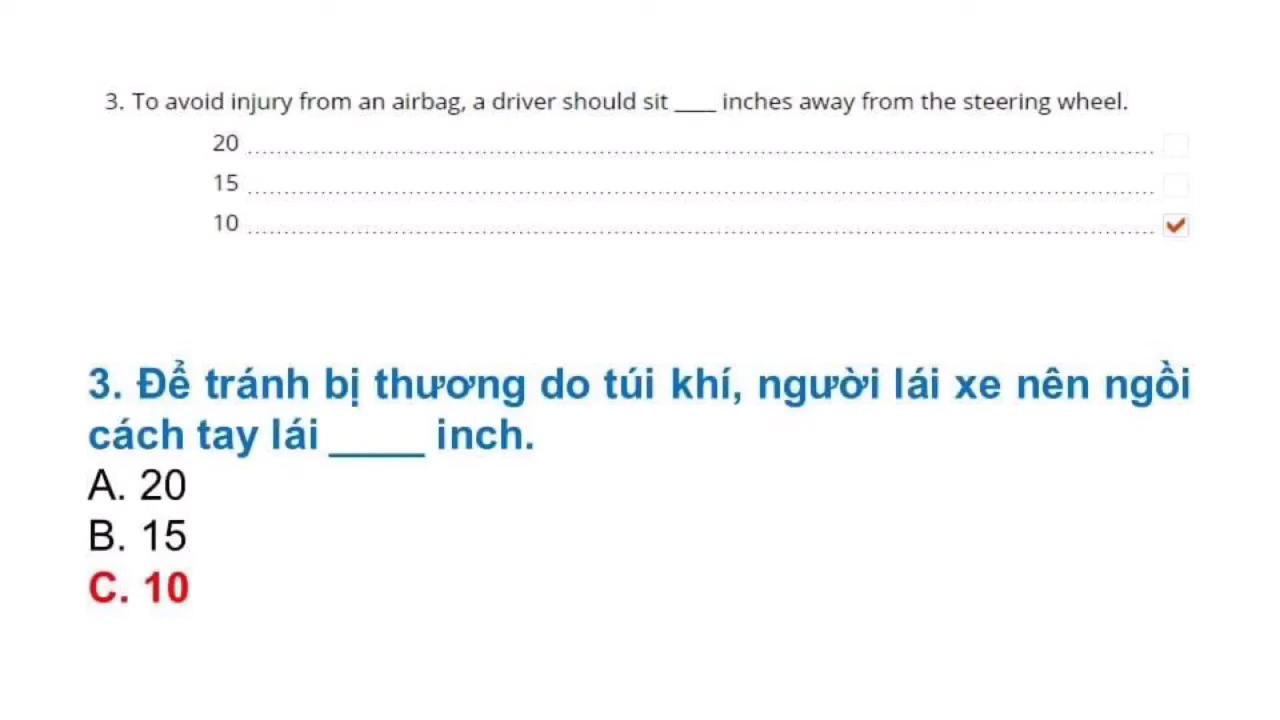 3. To avoid injury from an airbag, a driver should sit ____ inches away from the steering wheel.
20
15
10
3. Để tránh bị thương do túi khí, người lái xe nên ngồi
cách tay lái ____ inch.
A. 20
B. 15
C. 10